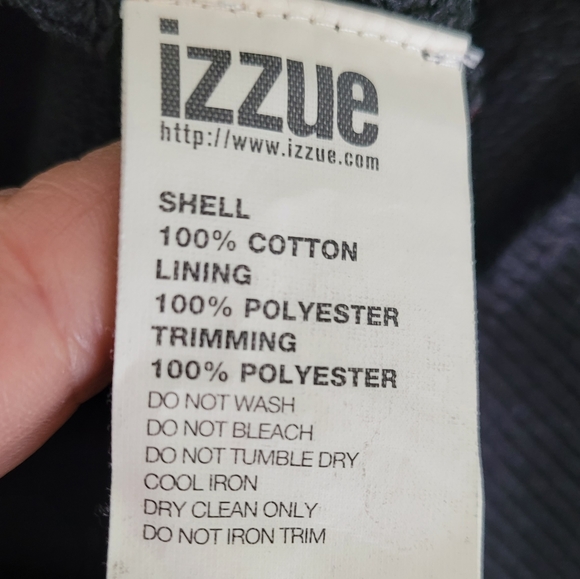 izzue
http://www.izzue.com
SHELL
100% COTTON
LINING
100% POLYESTER
TRIMMING
100% POLYESTER
DO NOT WASH
DO NOT BLEACH
DO NOT TUMBLE DRY
COOL IRON
DRY CLEAN ONLY
DO NOT IRON TRIM